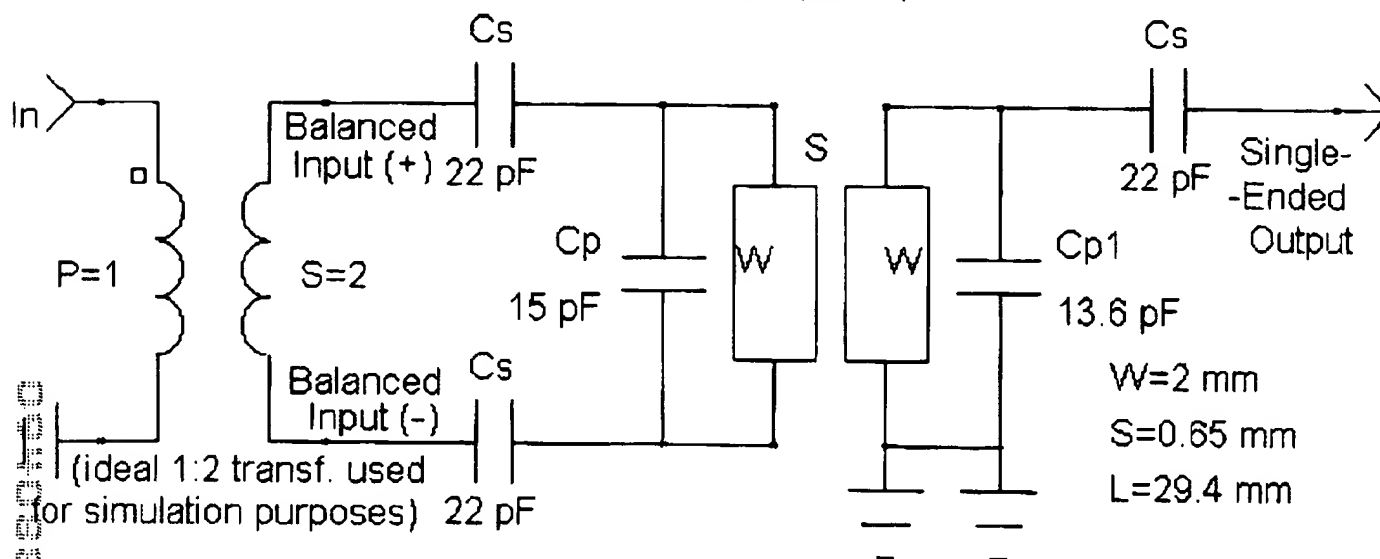 Cs
Cs
In
Balanced
Input (+)
22 pF
S
22 pF
Single-
-Ended
Output
P=1
S=2
Cp
15 pF
W
W
Cp1
13.6 pF
Balanced
Input (-)
Cs
22 pF
W=2 mm
S=0.65 mm
L=29.4 mm
(ideal 1:2 transf. used
for simulation purposes)